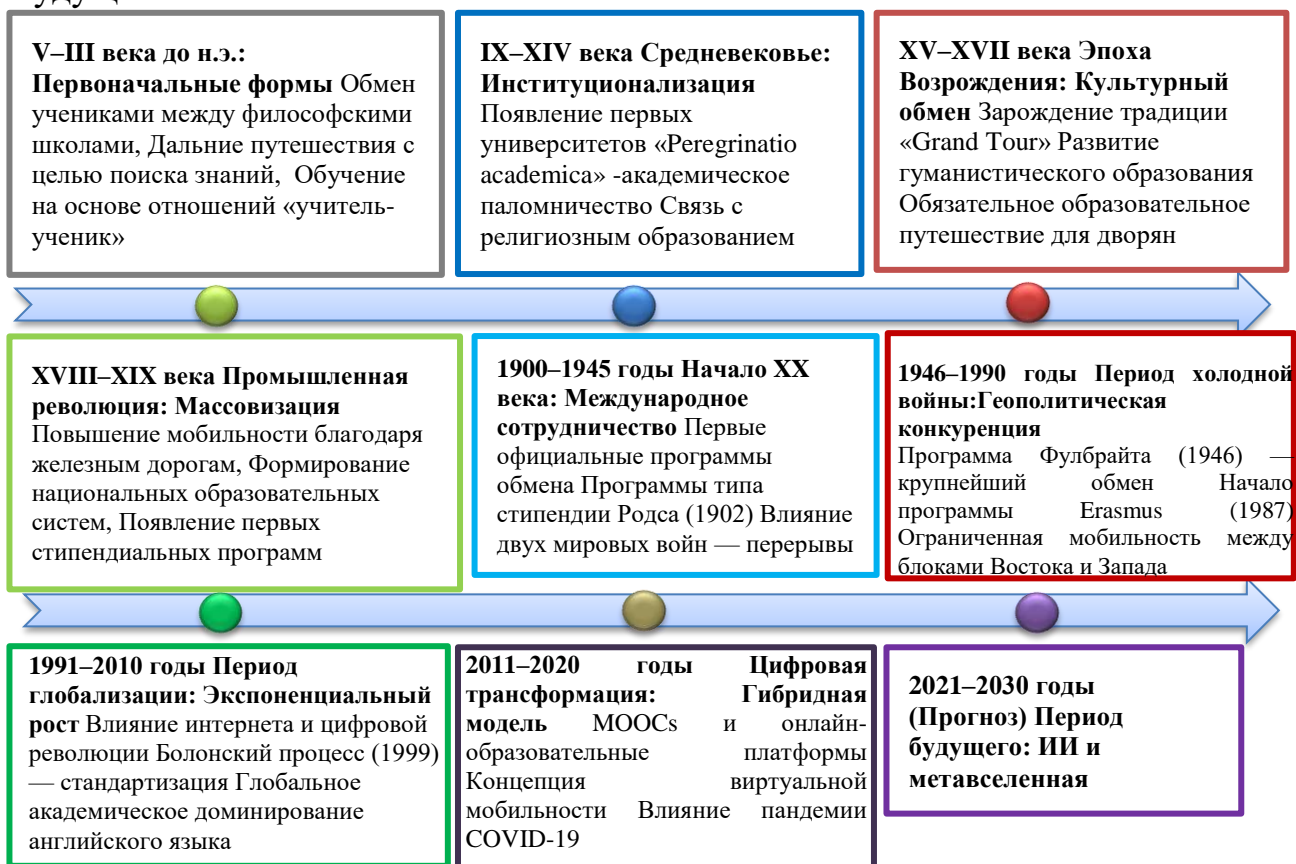 V–III века до н.э.:
Первоначальные формы Обмен
учениками между философскими
школами, Дальние путешествия с
целью поиска знаний, Обучение
на основе отношений «учитель-
ученик»
IX–XIV века Средневековье:
Институционализация
Появление первых
университетов «Peregrinatio
academica» -академическое
паломничество Связь с
религиозным образованием
XV–XVII века Эпоха
Возрождения: Культурный
обмен Зарождение традиции
«Grand Tour» Развитие
гуманистического образования
Обязательное образовательное
путешествие для дворян
XVIII–XIX века Промышленная
революция: Массовизация
Повышение мобильности благодаря
железным дорогам, Формирование
национальных образовательных
систем, Появление первых
стипендиальных программ
1900–1945 годы Начало XX
века: Международное
сотрудничество Первые
официальные программы
обмена Программы типа
стипендии Родса (1902) Влияние
двух мировых войн — перерывы
1946–1990 годы Период холодной
войны:Геополитическая
конкуренция
Программа Фулбрайта (1946) —
крупнейший обмен Начало
программы Erasmus (1987)
Ограниченная мобильность между
блоками Востока и Запада
1991–2010 годы Период
глобализации: Экспоненциальный
рост Влияние интернета и цифровой
революции Болонский процесс (1999)
— стандартизация Глобальное
академическое доминирование
английского языка
2011–2020 годы Цифровая
трансформация: Гибридная
модель MOOCs и онлайн-
образовательные платформы
Концепция виртуальной
мобильности Влияние пандемии
COVID-19
2021–2030 годы
(Прогноз) Период
будущего: ИИ и
метавселенная